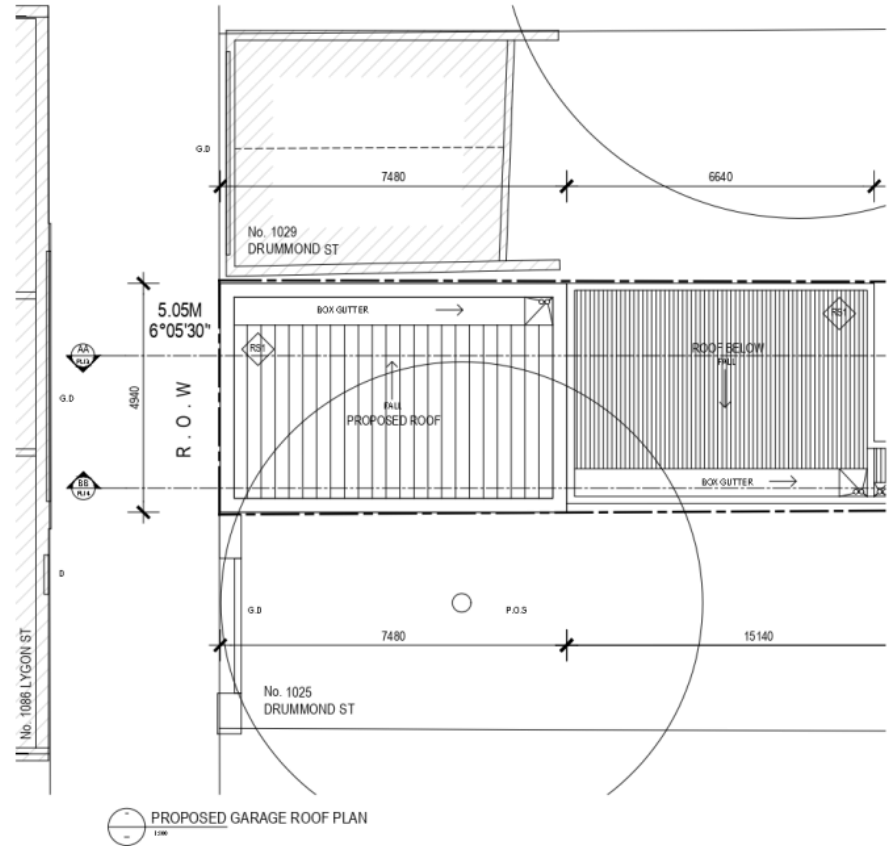 G.D
7480
6640
No. 1029
DRUMMOND ST
5.05M
6°05'30"
BOX GUTTER
RS1
RS1
ROOF BELOW
FALL
AA
G.D
4940
R . O . W
FALL
PROPOSED ROOF
BB
BOX GUTTER
D
G.D
P.O.S
7480
15140
No. 1086 LYGON ST
No. 1025
DRUMMOND ST
PROPOSED GARAGE ROOF PLAN